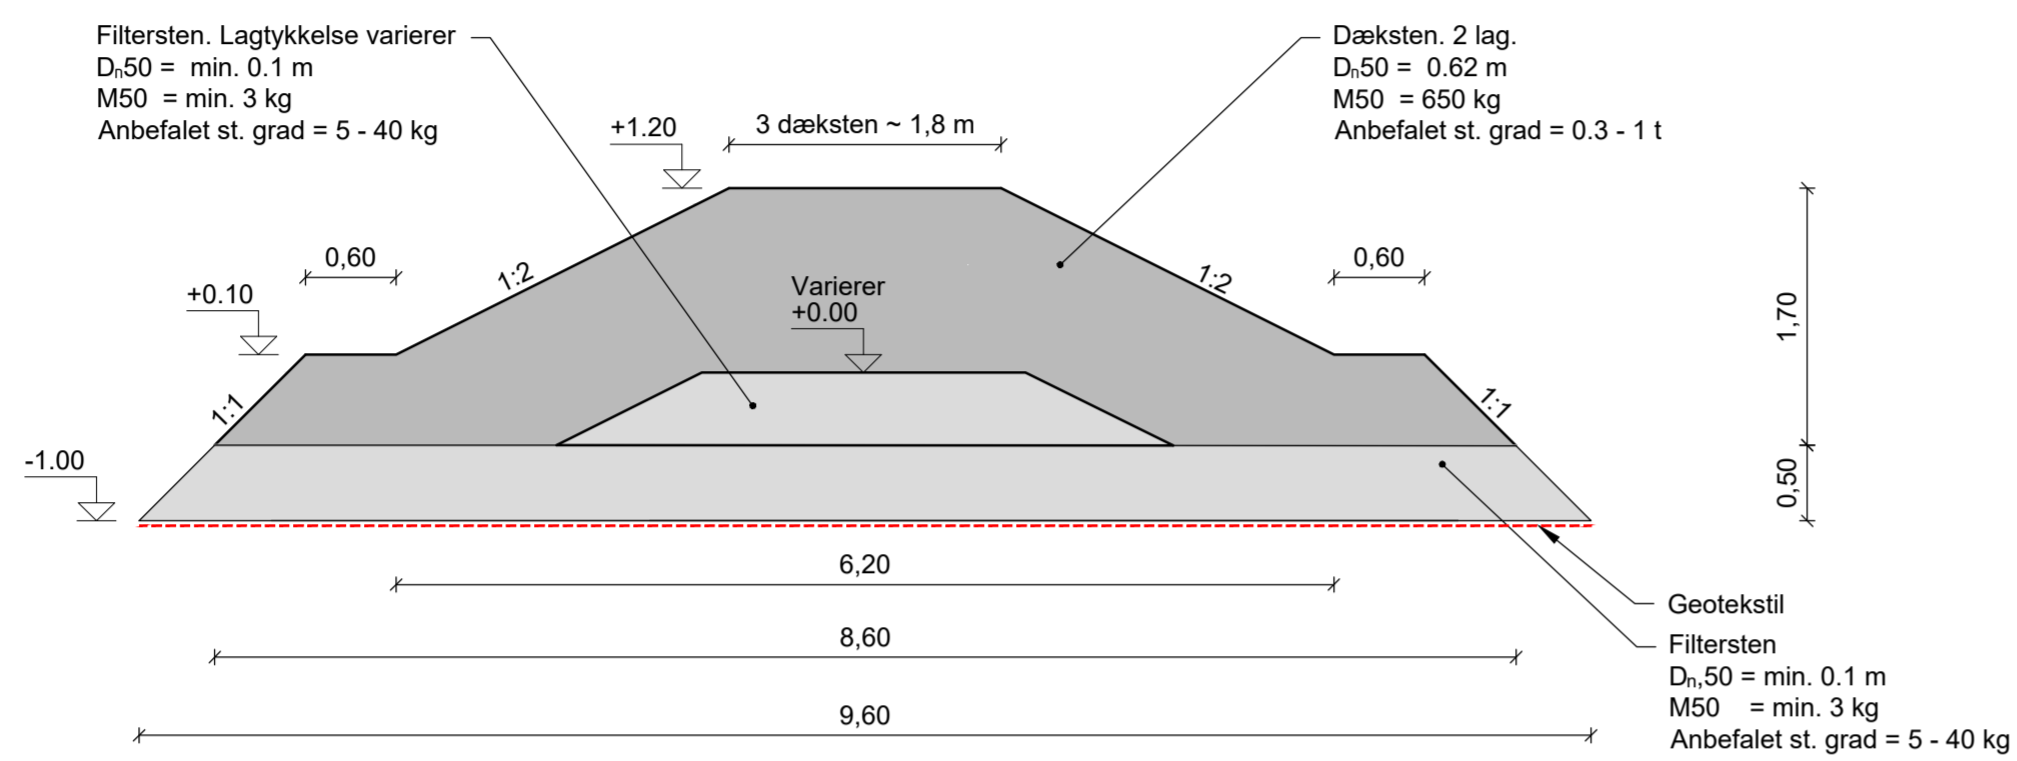 Filtersten. Lagtykkelse varierer
Dₙ50 = min. 0.1 m
M50 = min. 3 kg
Anbefalet st. grad = 5 - 40 kg
Dæksten. 2 lag.
Dₙ50 = 0.62 m
M50 = 650 kg
Anbefalet st. grad = 0.3 - 1 t
+1.20
3 dæksten ~ 1,8 m
0,60
1:2
1:2
0,60
+0.10
Varierer
+0.00
1,70
1:1
1:1
-1.00
0,50
6,20
8,60
9,60
Geotekstil
Filtersten
Dₙ,50 = min. 0.1 m
M50 = min. 3 kg
Anbefalet st. grad = 5 - 40 kg